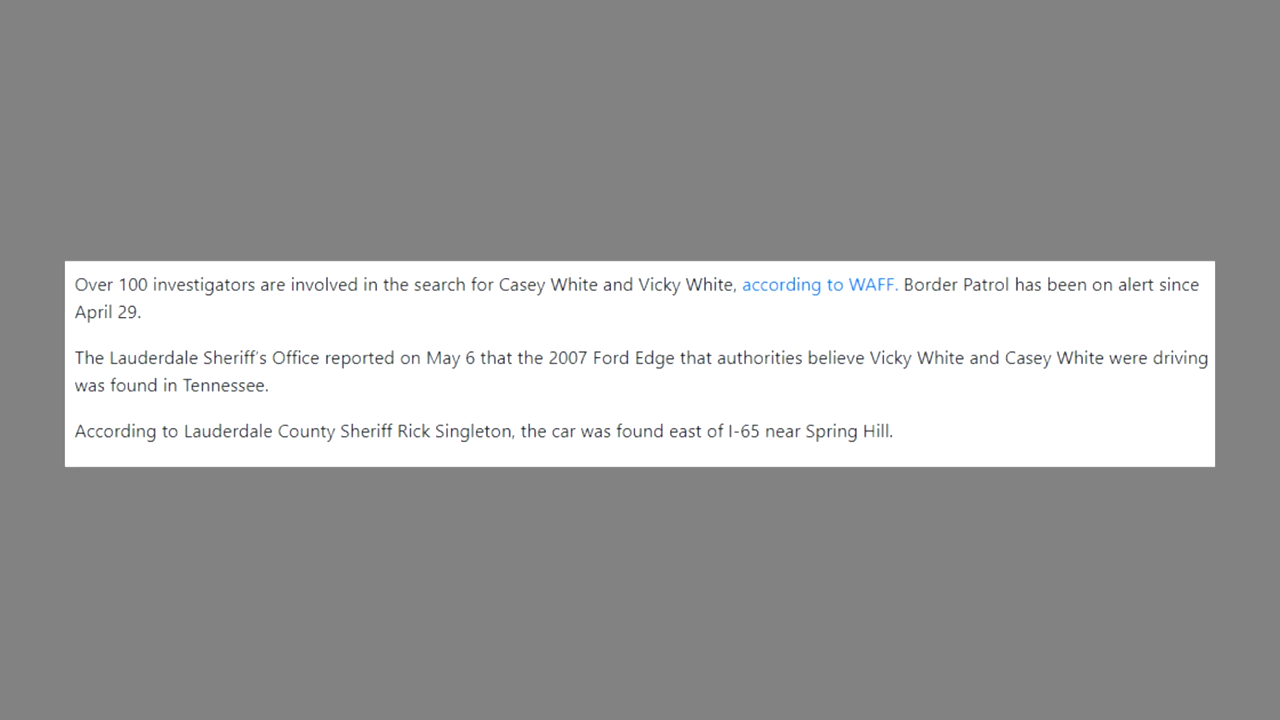 Over 100 investigators are involved in the search for Casey White and Vicky White, according to WAFF. Border Patrol has been on alert since
April 29.
The Lauderdale Sheriff's Office reported on May 6 that the 2007 Ford Edge that authorities believe Vicky White and Casey White were driving
was found in Tennessee.
According to Lauderdale County Sheriff Rick Singleton, the car was found east of I-65 near Spring Hill.